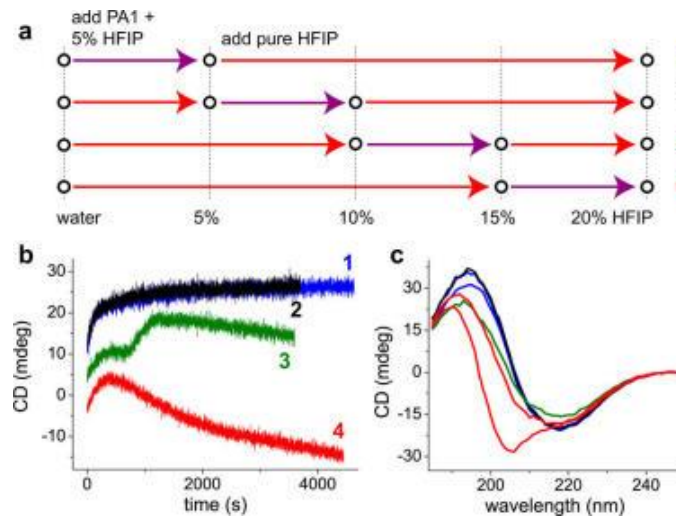 a
add PA1 +
5% HFIP
add pure HFIP
water
5%
10%
15%
20% HFIP
b
CD (mdeg)
30
20
10
0
-10
1
2
3
4
0
2000
4000
time (s)
c
CD (mdeg)
30
15
0
-15
-30
200
220
240
wavelength (nm)